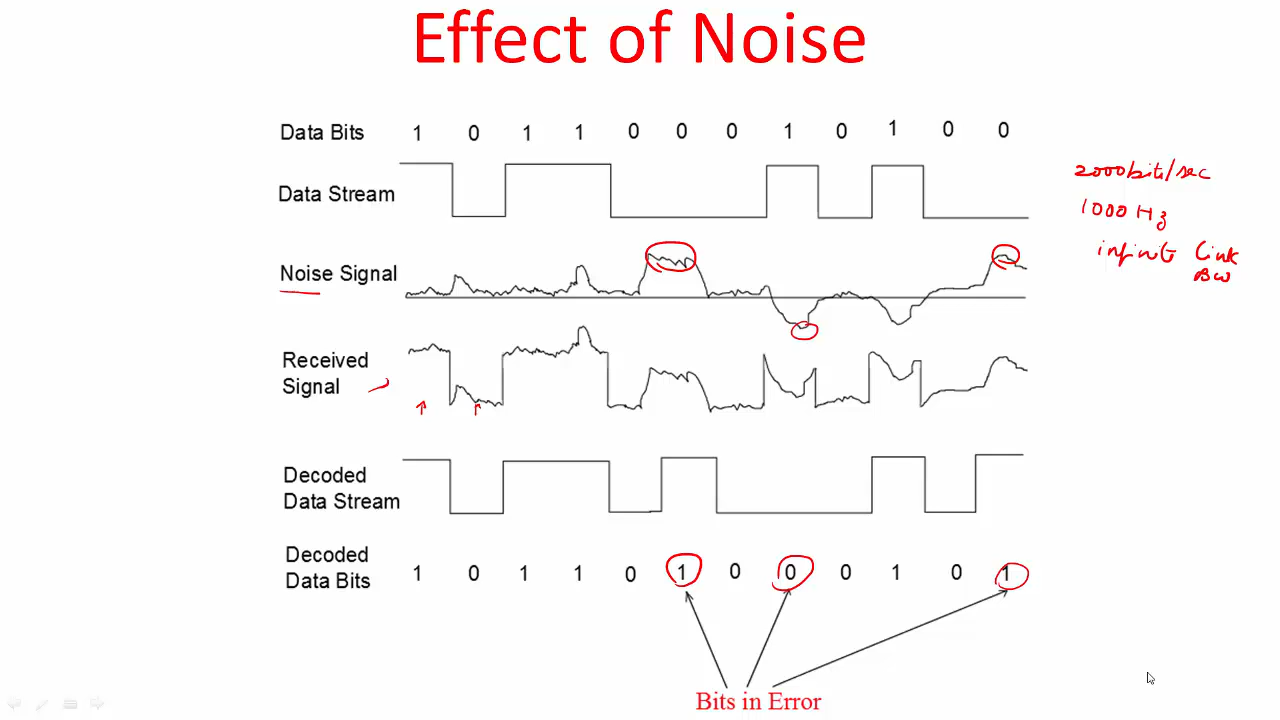 Effect of Noise
Data Bits 1 0 1 1 0 0 0 1 0 1 0 0
Data Stream
2000 bits/sec
1000 Hz
infinite Link
BW
Noise Signal
Received
Signal
Decoded
Data Stream
Decoded
Data Bits 1 0 1 1 0 1 0 0 0 1 0 1
Bits in Error